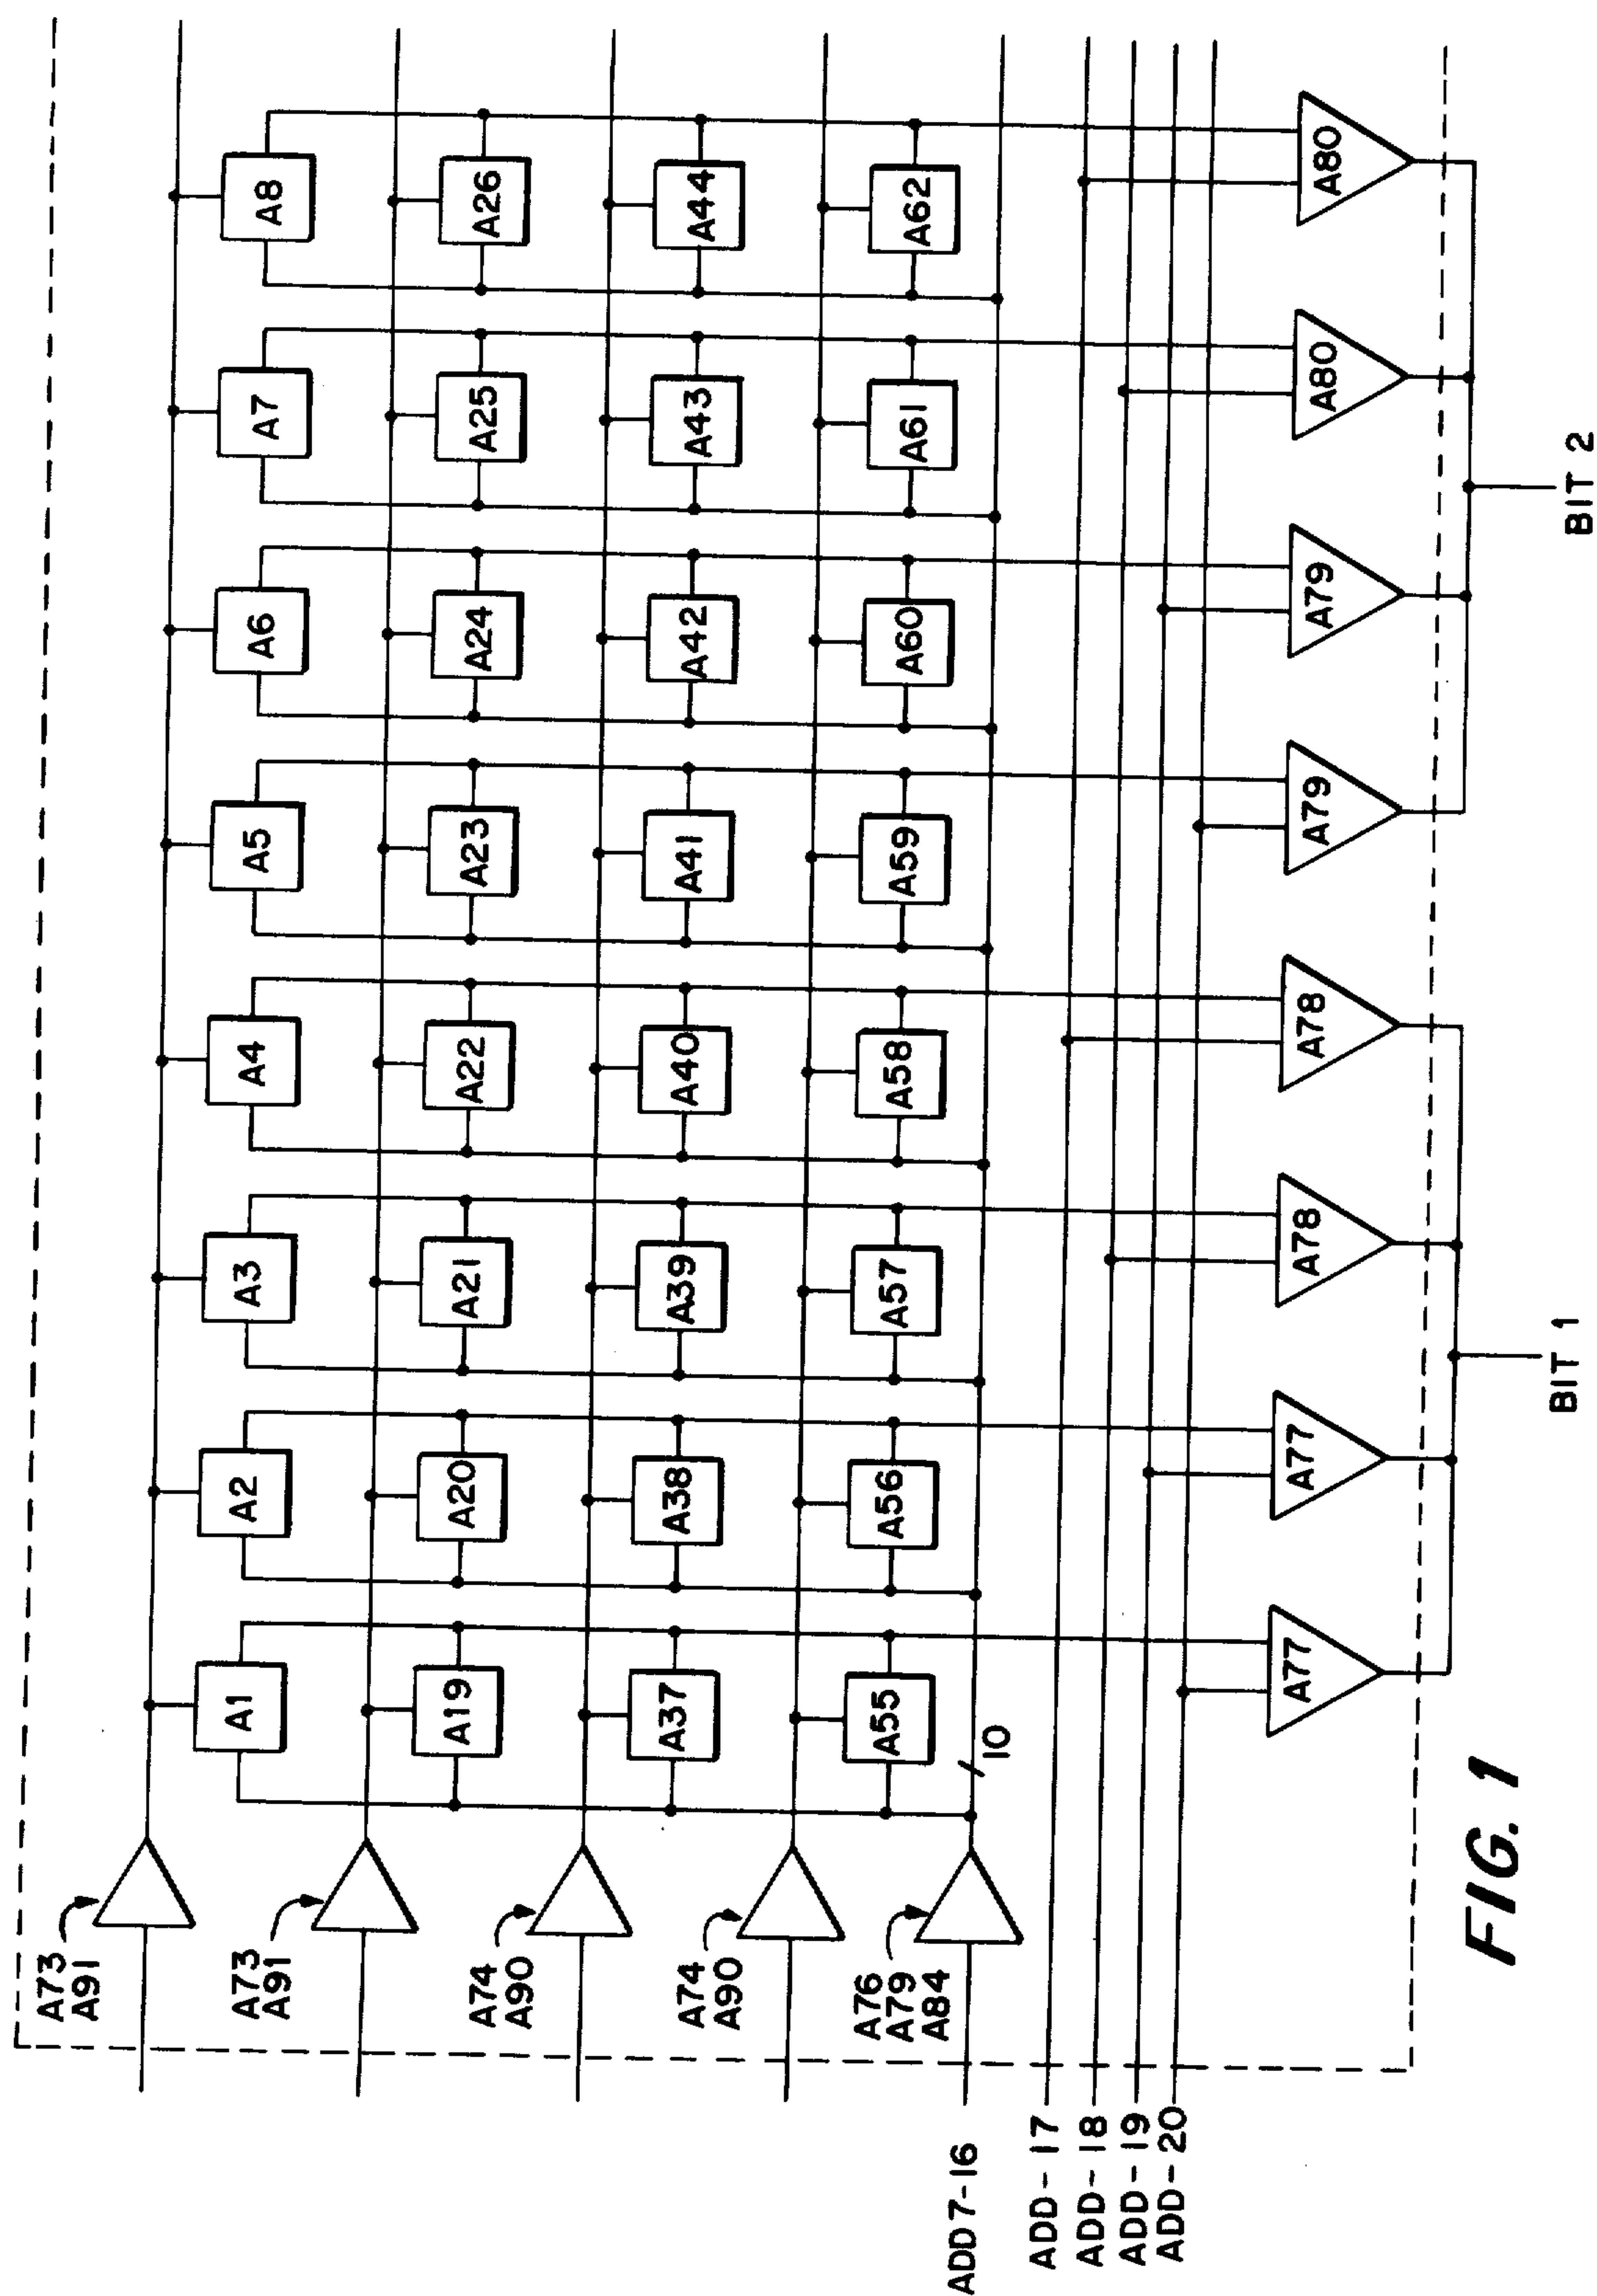 A73
A91
A1
A2
A3
A4
A5
A6
A7
A8
A73
A91
A19
A20
A21
A22
A23
A24
A25
A26
A74
A90
A37
A38
A39
A40
A41
A42
A43
A44
A74
A90
A55
A56
A57
A58
A59
A60
A61
A62
A76
A79
A84
10
ADD7-16
ADD-17
ADD-18
ADD-19
ADD-20
A77
A77
A78
A78
A79
A79
A80
A80
BIT 1
BIT 2
FIG. 1